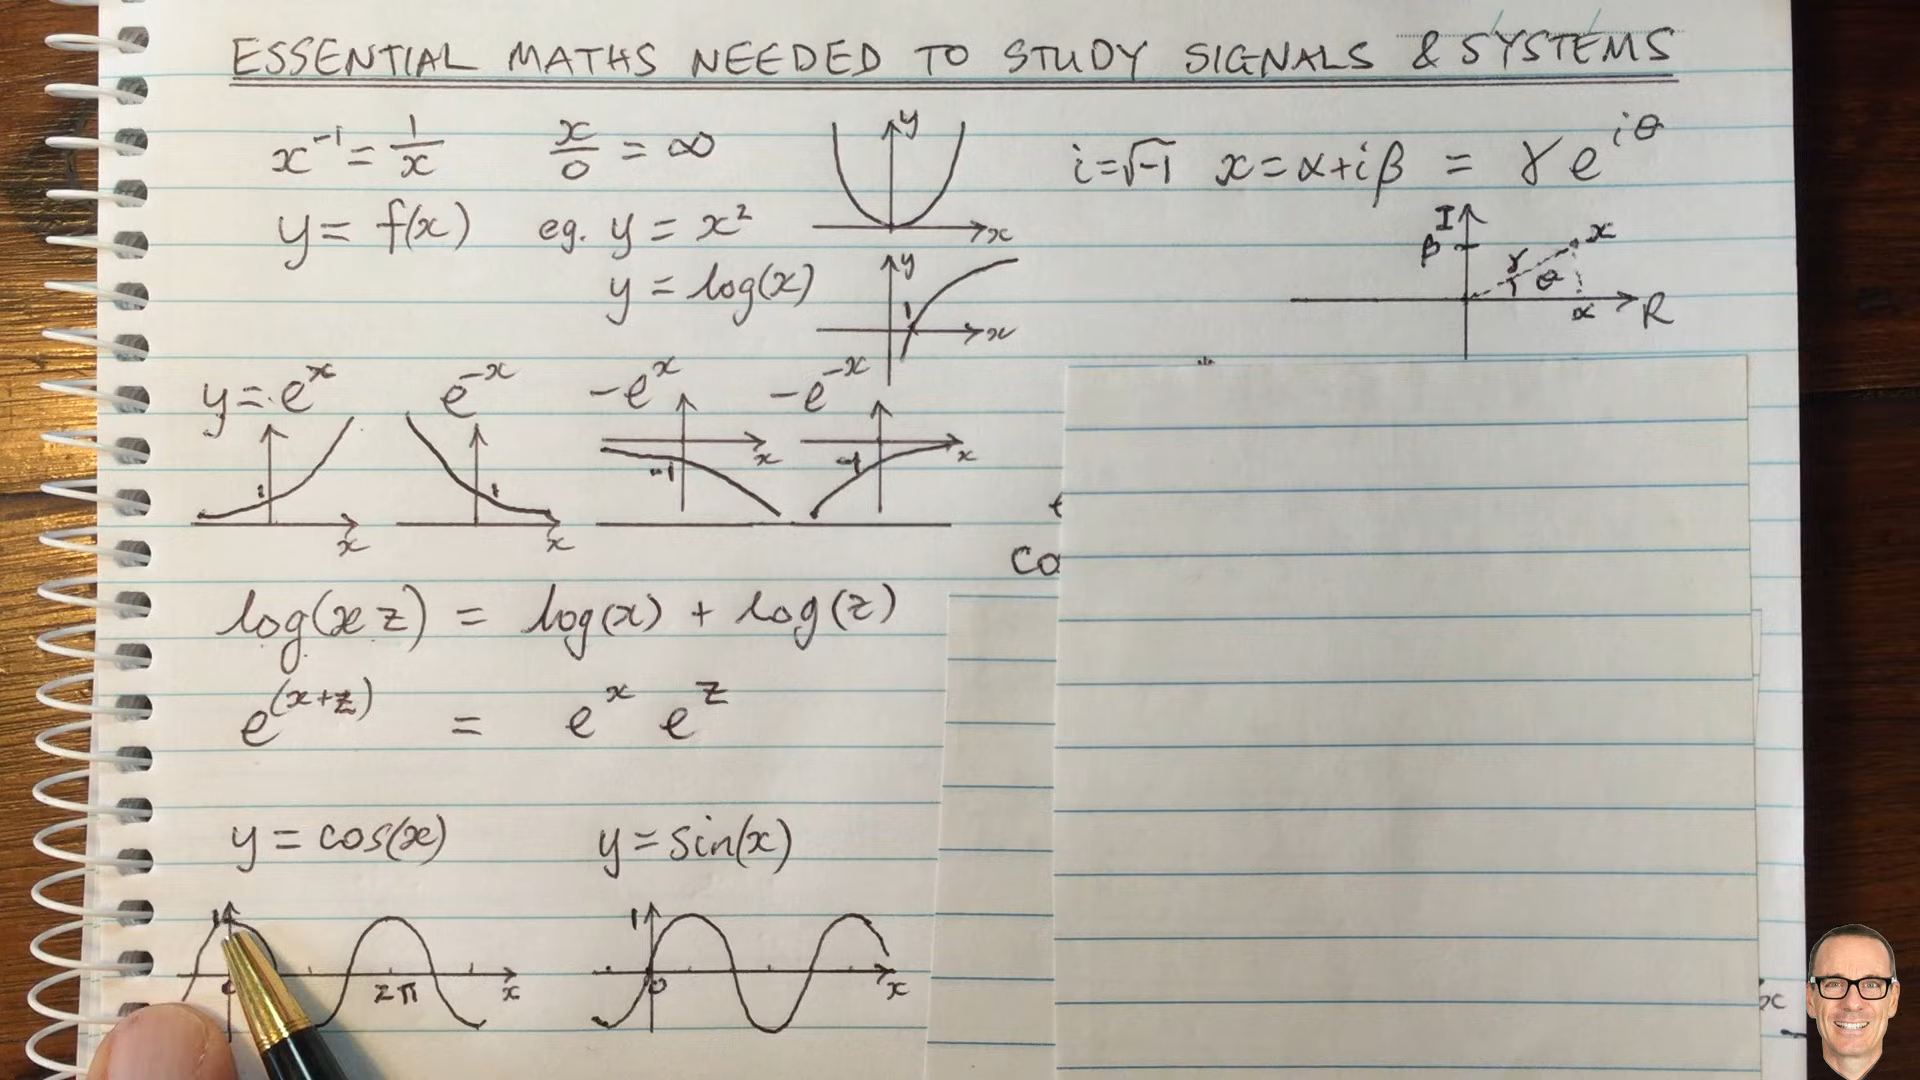 ESSENTIAL MATHS NEEDED TO STUDY SIGNALS & SYSTEMS
x⁻¹ = 1/x
x/0 = ∞
y
x
i=√-1 x=α+iβ = γe^{iθ}
y = f(x) eg. y = x²
y = log(x)
y
1
x
I
β
γ
θ
x
α
R
y = e^x
1
x
e^{-x}
1
x
-e^x
-1
x
-e^{-x}
-1
x
co
log(xz) = log(x) + log(z)
e^{(x+z)} = e^x e^z
y = cos(x)
1
2π
x
y = sin(x)
1
0
x